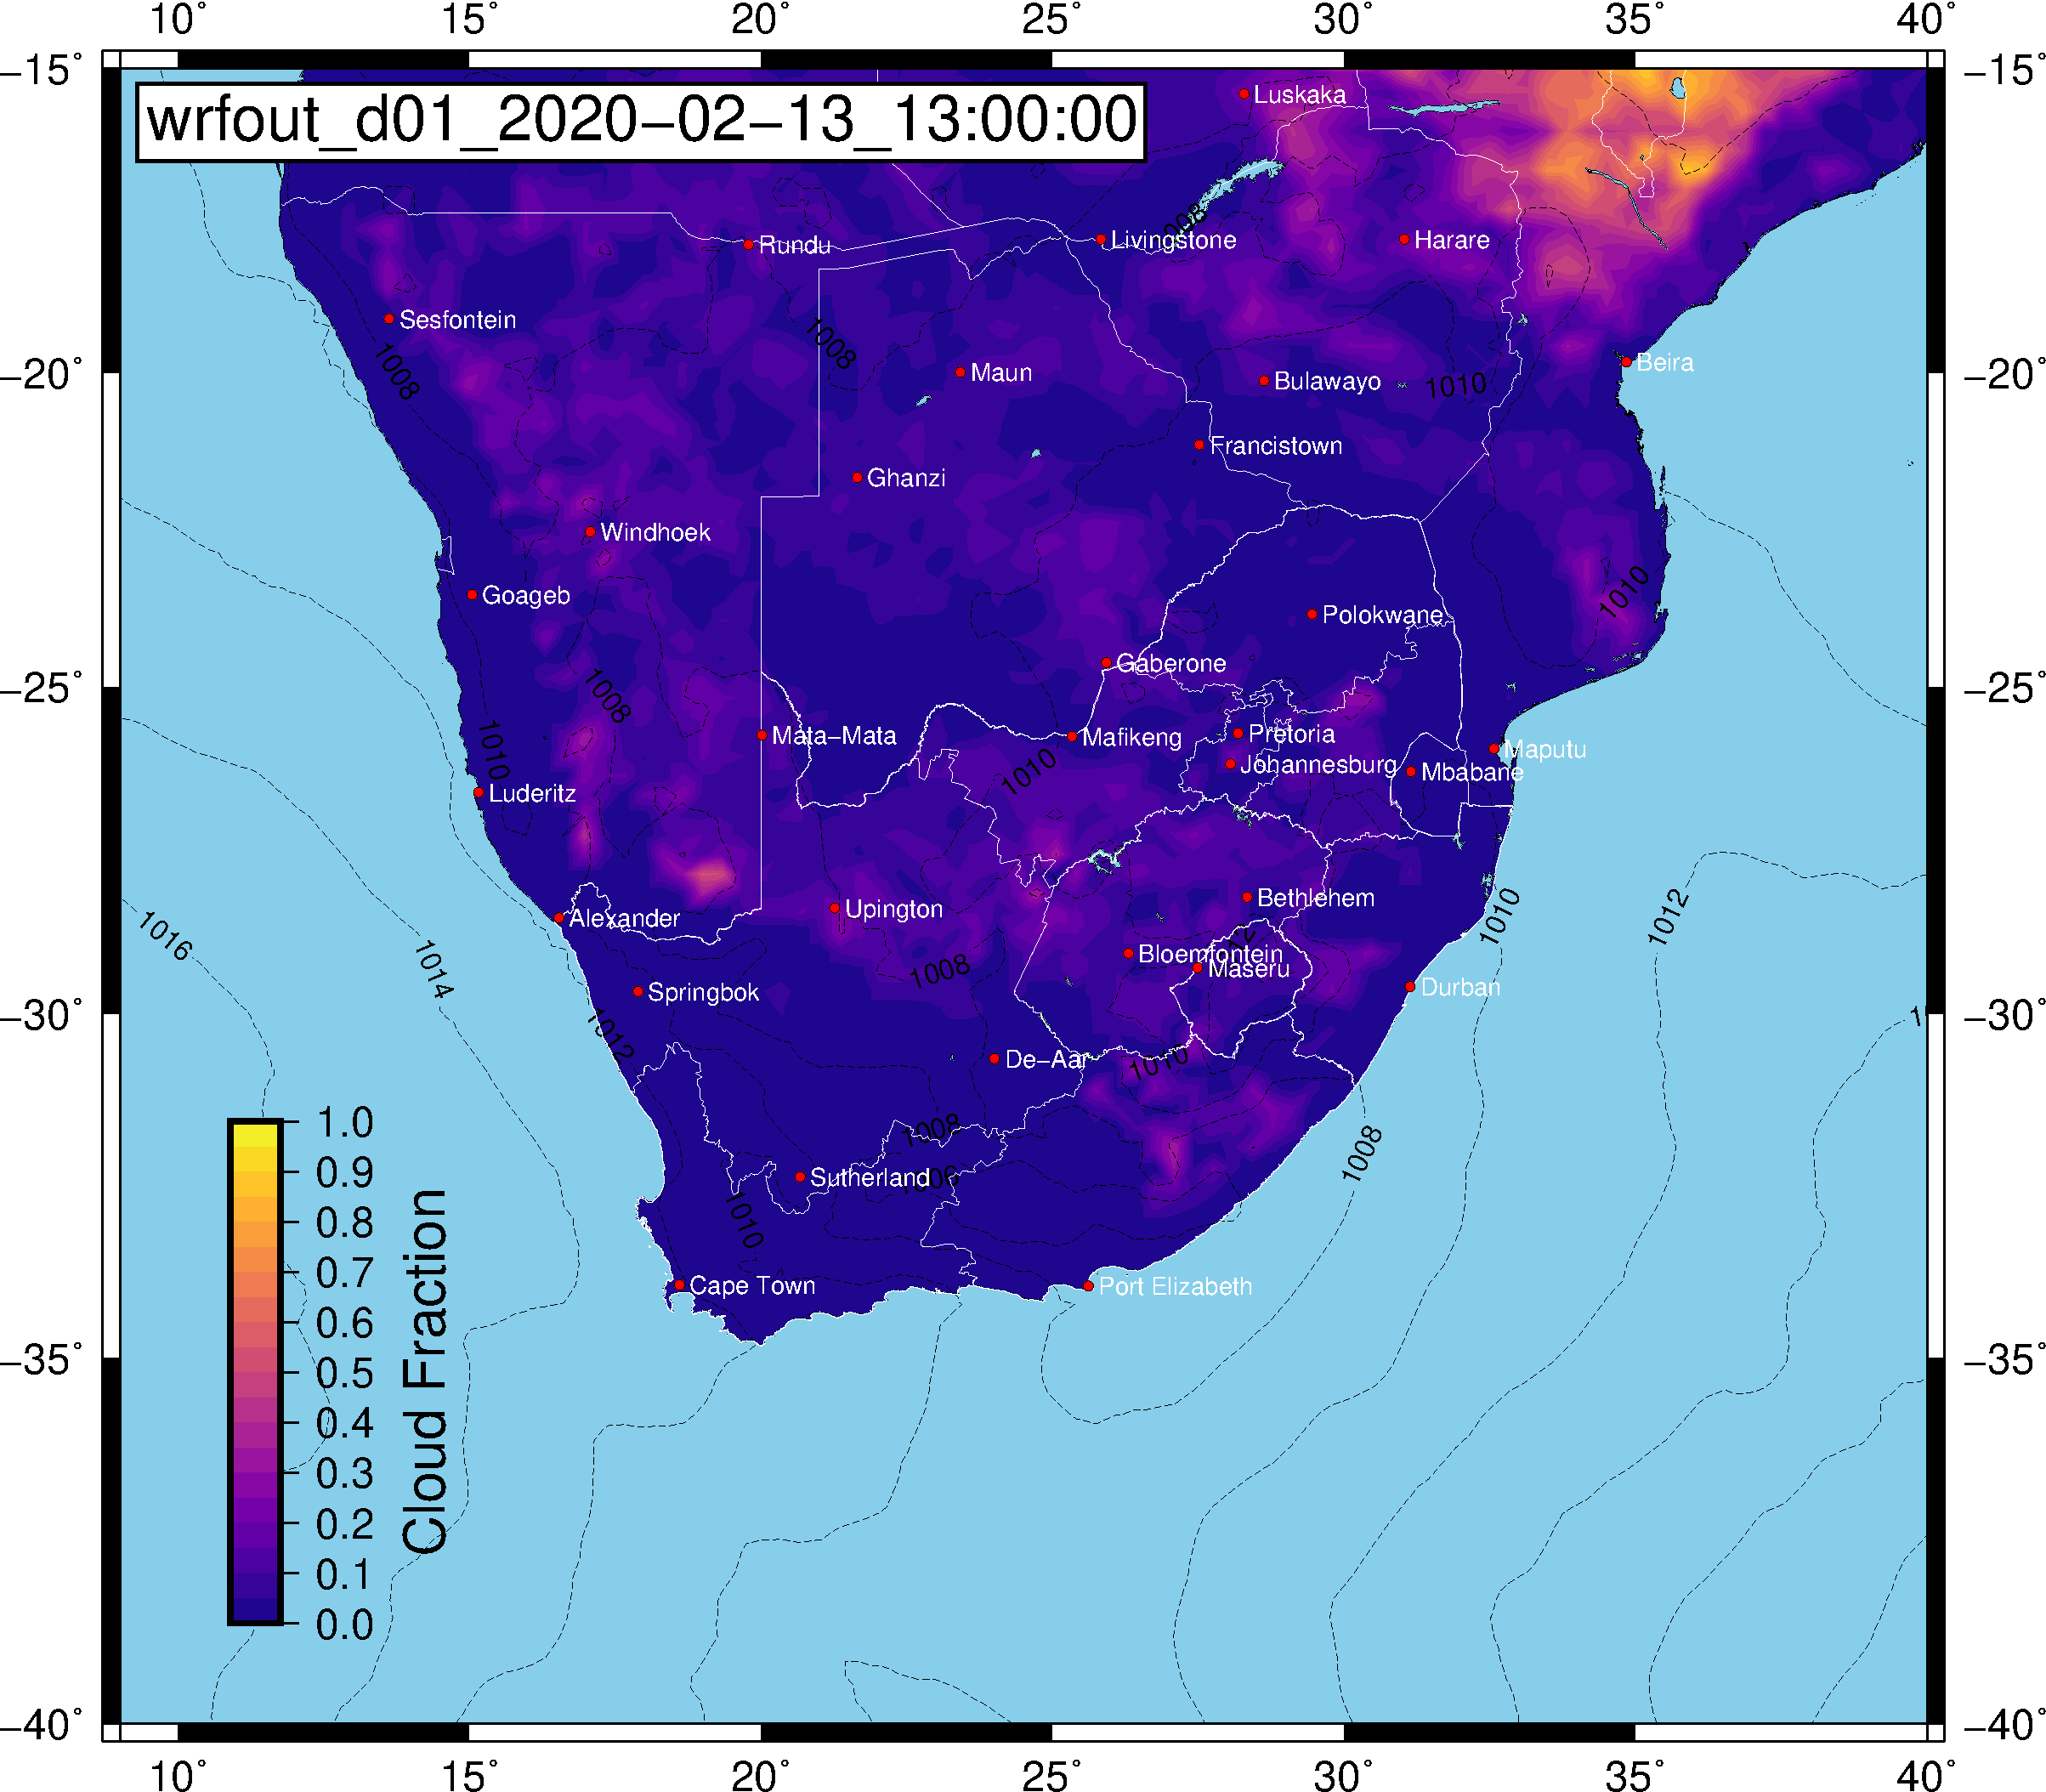 10° 15° 20° 25° 30° 35° 40°
−15° −15°
wrfout_d01_2020−02−13_13:00:00
Luskaka
1008
Rundu
Livingstone
Harare
Sesfontein
1008
1008
Beira
Maun
Bulawayo
1010
−20° −20°
Francistown
Ghanzi
Windhoek
Goageb
1010
Polokwane
Gaberone
−25° −25°
1008
1010
Mata−Mata
Mafikeng
Pretoria
Johannesburg
Maputu
Mbabane
1010
Luderitz
Bethlehem
Upington
Alexander
1016
1014
1010
1012
Bloemfontein
12
Maseru
1008
Durban
Springbok
−30° −30°
1
1012
De−Aar
1010
1008
1008
Sutherland
1006
1010
Cape Town
Port Elizabeth
−35° −35°
1.0
0.9
0.8
0.7
0.6
0.5
0.4
0.3
0.2
0.1
0.0
Cloud Fraction
−40° −40°
10° 15° 20° 25° 30° 35° 40°